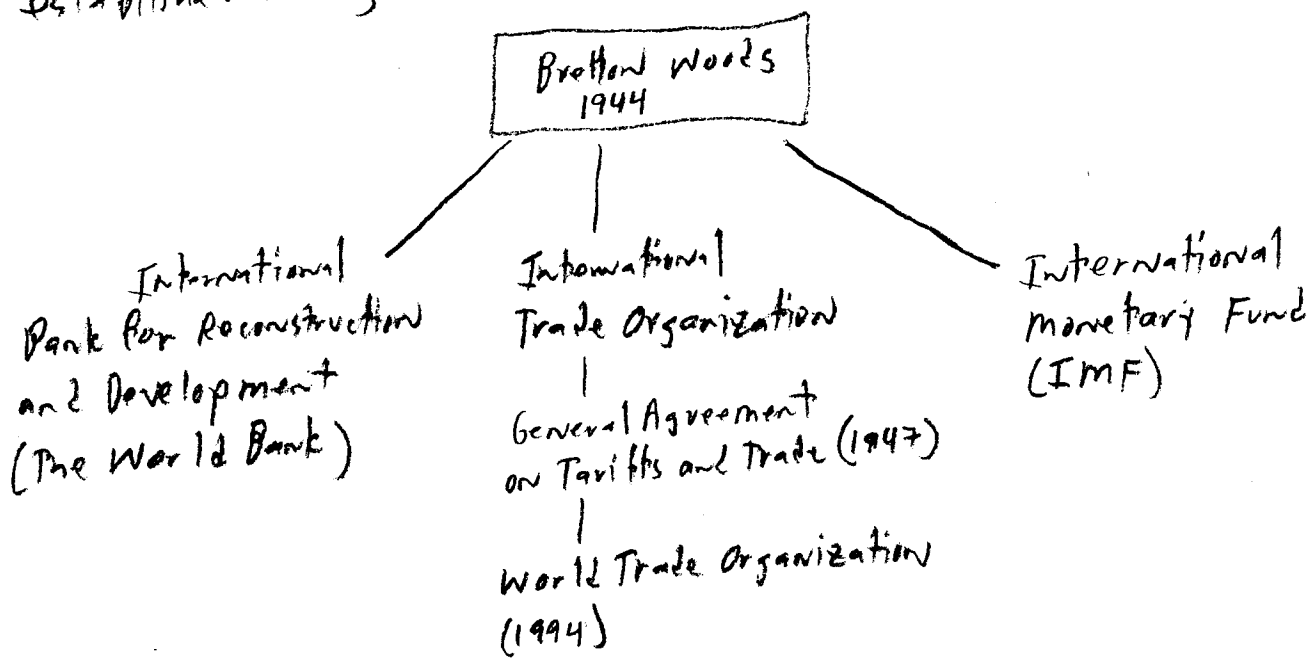 Bretton Woods
1944
International
Bank for Reconstruction
and Development
(The World Bank)
International
Trade Organization
General Agreement
on Tariffs and Trade (1947)
World Trade Organization
(1994)
International
Monetary Fund
(IMF)